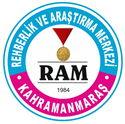 REHBERLİK VE ARAŞTIRMA MERKEZİ
RAM
1984
KAHRAMANMARAŞ